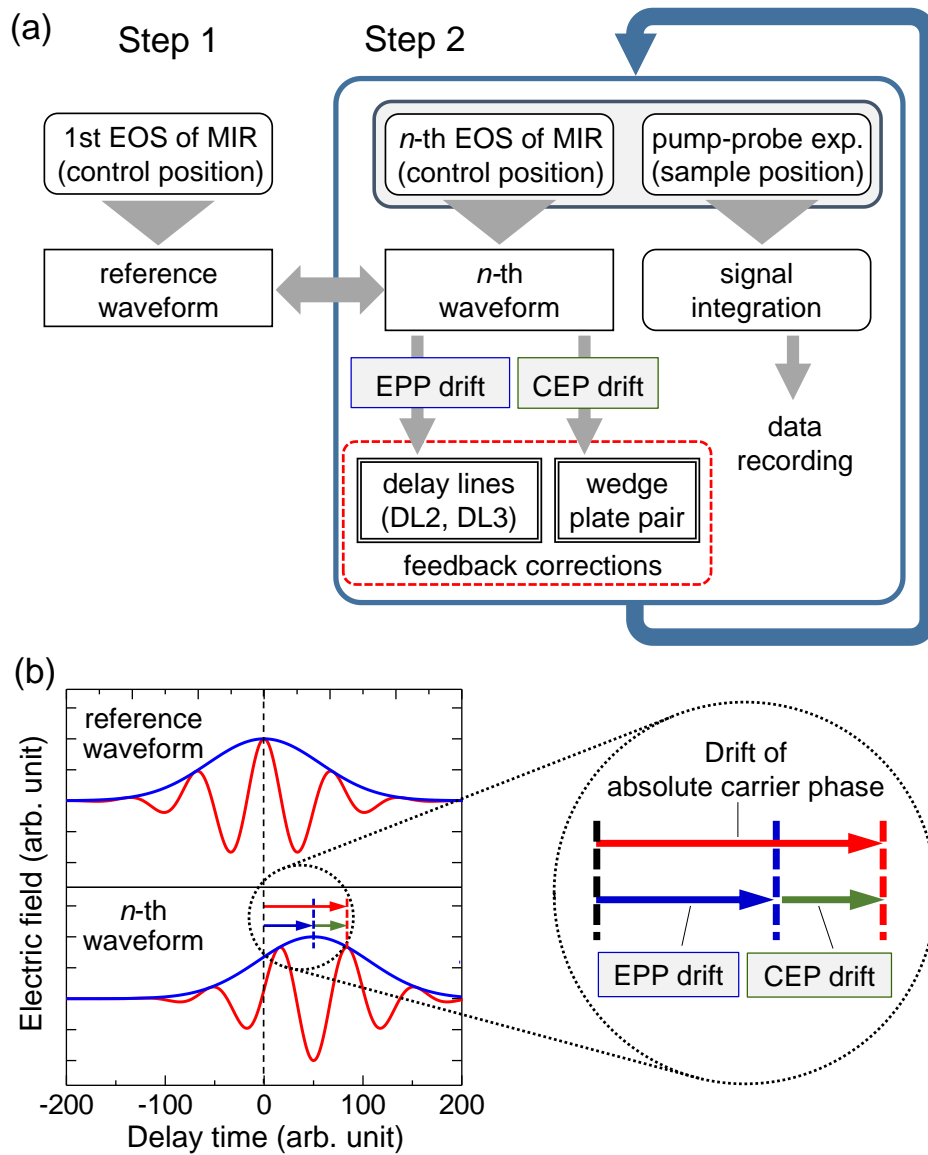 (a)
Step 1
Step 2
1st EOS of MIR
(control position)
n-th EOS of MIR
(control position)
pump-probe exp.
(sample position)
reference
waveform
n-th
waveform
signal
integration
EPP drift
CEP drift
data
recording
delay lines
(DL2, DL3)
wedge
plate pair
feedback corrections
(b)
reference
waveform
n-th
waveform
Electric field (arb. unit)
-200
-100
0
100
200
Delay time (arb. unit)
Drift of
absolute carrier phase
EPP drift
CEP drift